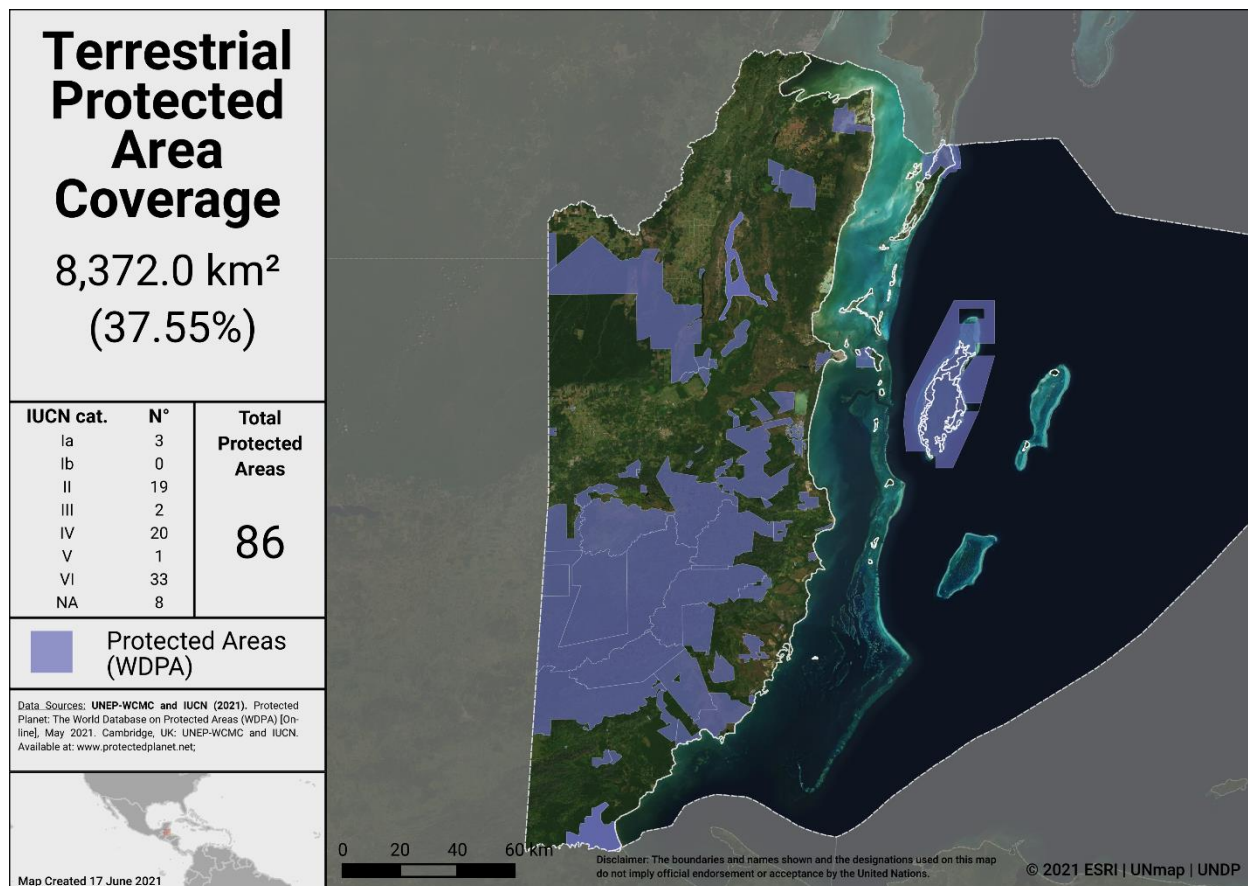 Terrestrial
Protected
Area
Coverage
8,372.0 km²
(37.55%)
IUCN cat. N°
Ia 3
Ib 0
II 19
III 2
IV 20
V 1
VI 33
NA 8
Total
Protected
Areas
86
Protected Areas
(WDPA)
Data Sources: UNEP-WCMC and IUCN (2021). Protected
Planet: The World Database on Protected Areas (WDPA) [On-
line], May 2021. Cambridge, UK: UNEP-WCMC and IUCN.
Available at: www.protectedplanet.net;
Map Created 17 June 2021
0 20 40 60 km
Disclaimer: The boundaries and names shown and the designations used on this map
do not imply official endorsement or acceptance by the United Nations.
© 2021 ESRI | UNmap | UNDP